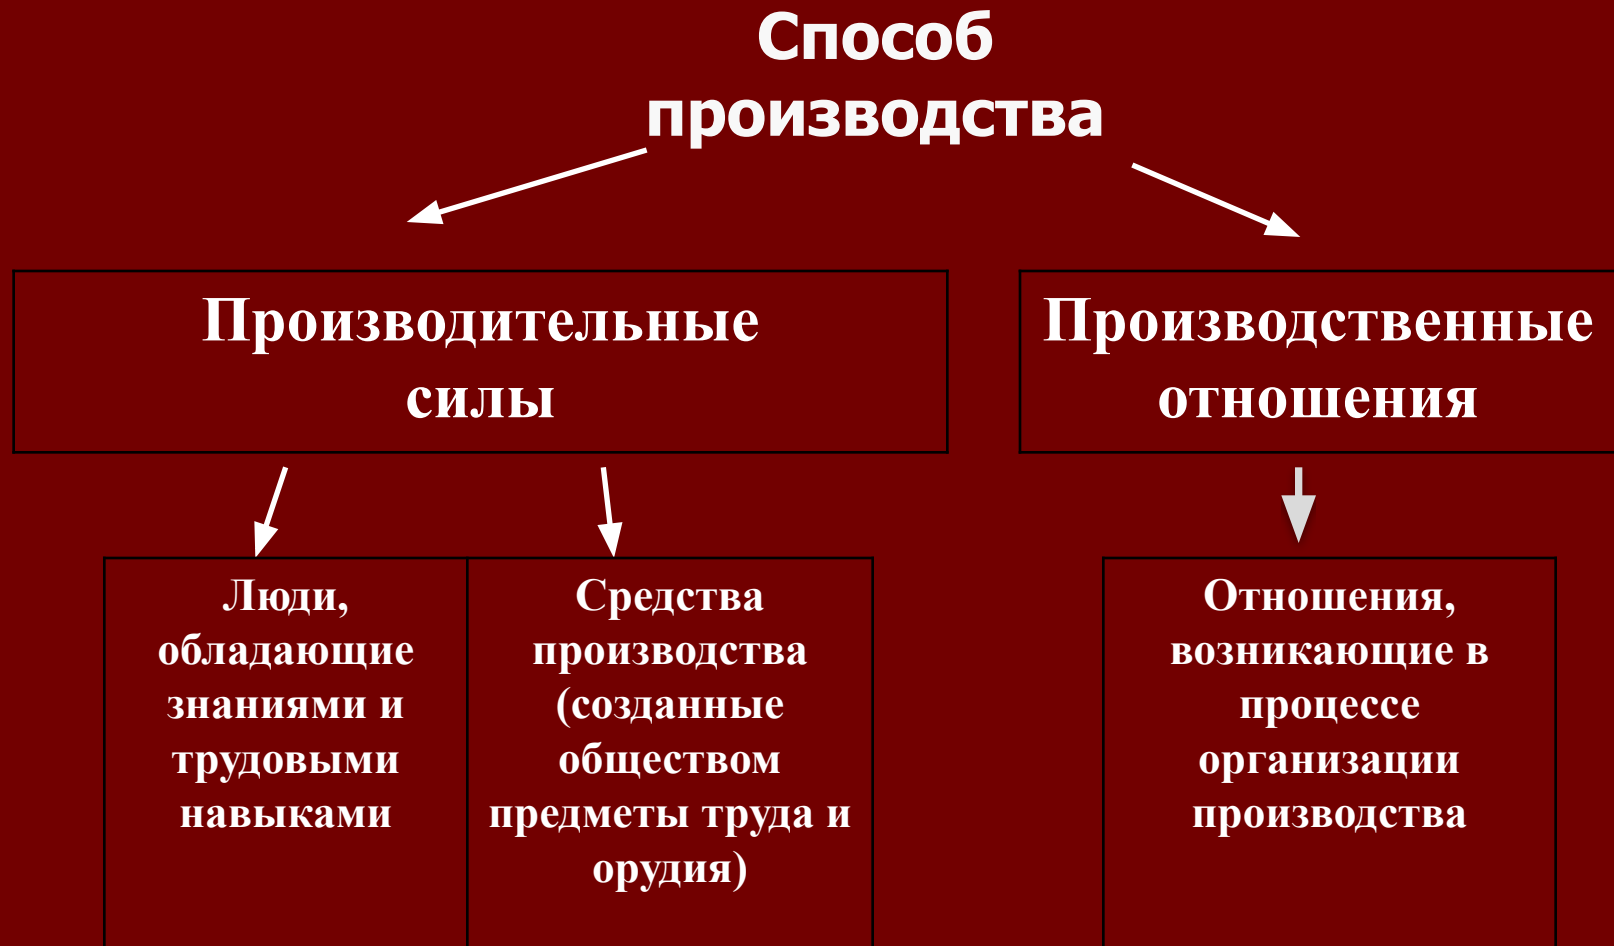 Способ
производства
Производительные
силы
Производственные
отношения
Люди,
обладающие
знаниями и
трудовыми
навыками
Средства
производства
(созданные
обществом
предметы труда и
орудия)
Отношения,
возникающие в
процессе
организации
производства